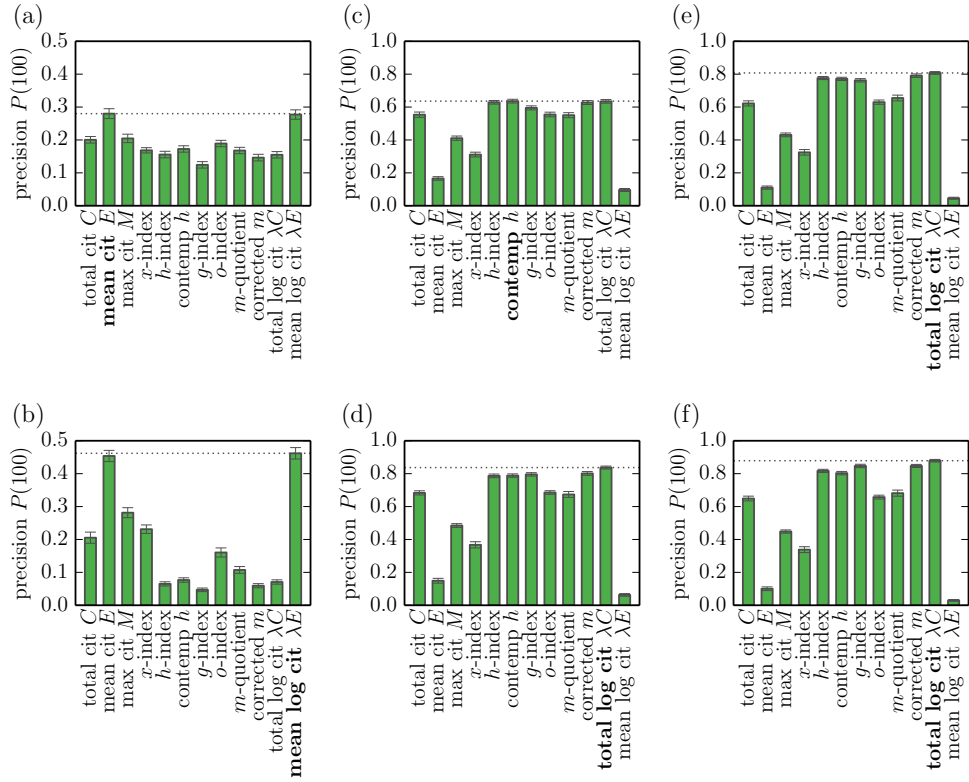 (a)
precision P(100)
0.5
0.4
0.3
0.2
0.1
0.0
total cit C
mean cit E
max cit M
x-index
h-index
contemp h
g-index
o-index
m-quotient
corrected m
total log cit λC
mean log cit λE
(c)
precision P(100)
1.0
0.8
0.6
0.4
0.2
0.0
total cit C
mean cit E
max cit M
x-index
h-index
contemp h
g-index
o-index
m-quotient
corrected m
total log cit λC
mean log cit λE
(e)
precision P(100)
1.0
0.8
0.6
0.4
0.2
0.0
total cit C
mean cit E
max cit M
x-index
h-index
contemp h
g-index
o-index
m-quotient
corrected m
total log cit λC
mean log cit λE
(b)
precision P(100)
0.5
0.4
0.3
0.2
0.1
0.0
total cit C
mean cit E
max cit M
x-index
h-index
contemp h
g-index
o-index
m-quotient
corrected m
total log cit λC
mean log cit λE
(d)
precision P(100)
1.0
0.8
0.6
0.4
0.2
0.0
total cit C
mean cit E
max cit M
x-index
h-index
contemp h
g-index
o-index
m-quotient
corrected m
total log cit λC
mean log cit λE
(f)
precision P(100)
1.0
0.8
0.6
0.4
0.2
0.0
total cit C
mean cit E
max cit M
x-index
h-index
contemp h
g-index
o-index
m-quotient
corrected m
total log cit λC
mean log cit λE